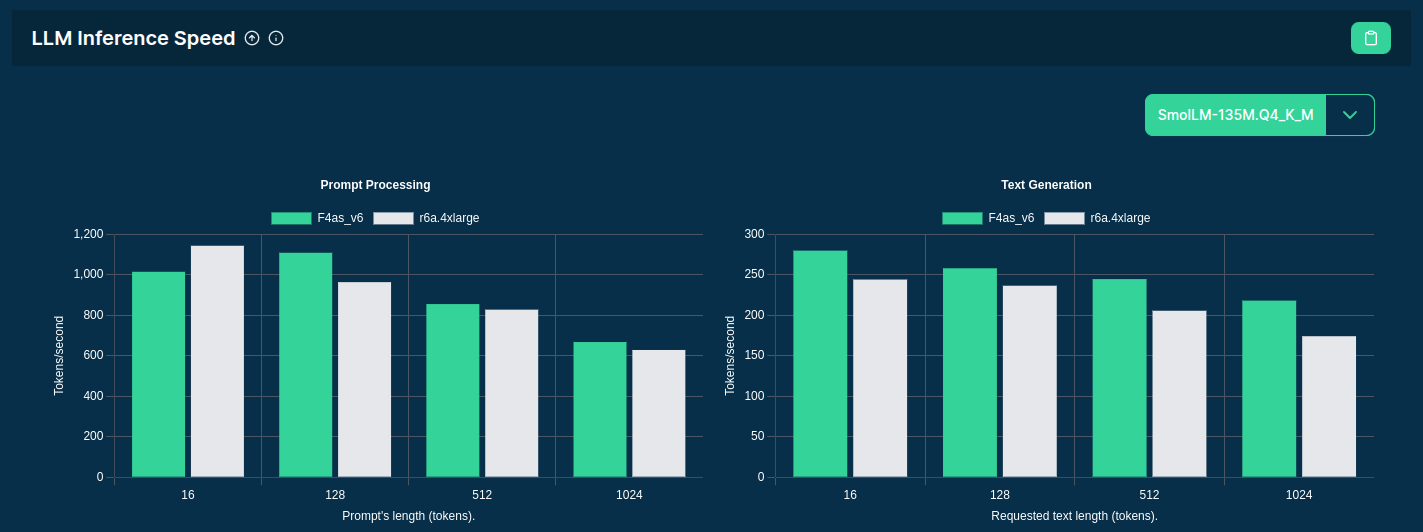 LLM Inference Speed
SmolLM-135M.Q4_K_M
Prompt Processing
F4as_v6 r6a.4xlarge
1,200
1,000
800
600
400
200
0
Tokens/second
16 128 512 1024
Prompt's length (tokens).
Text Generation
F4as_v6 r6a.4xlarge
300
250
200
150
100
50
0
Tokens/second
16 128 512 1024
Requested text length (tokens).